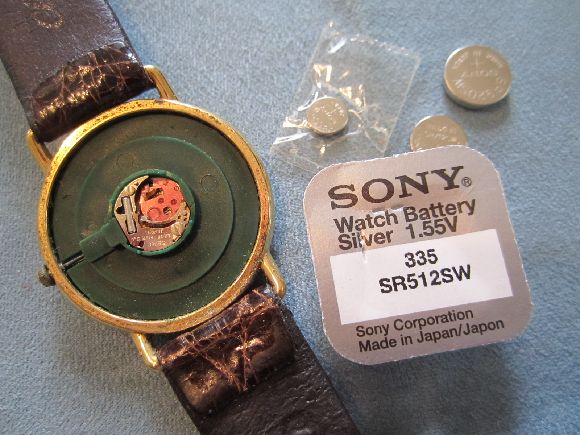 SONY®
Watch Battery
Silver 1.55V
335
SR512SW
Sony Corporation
Made in Japan/Japon